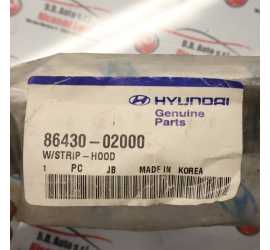 HYUNDAI
Genuine
Parts
86430-02000
W/STRIP-HOOD
1 PC JB MADE IN KOREA